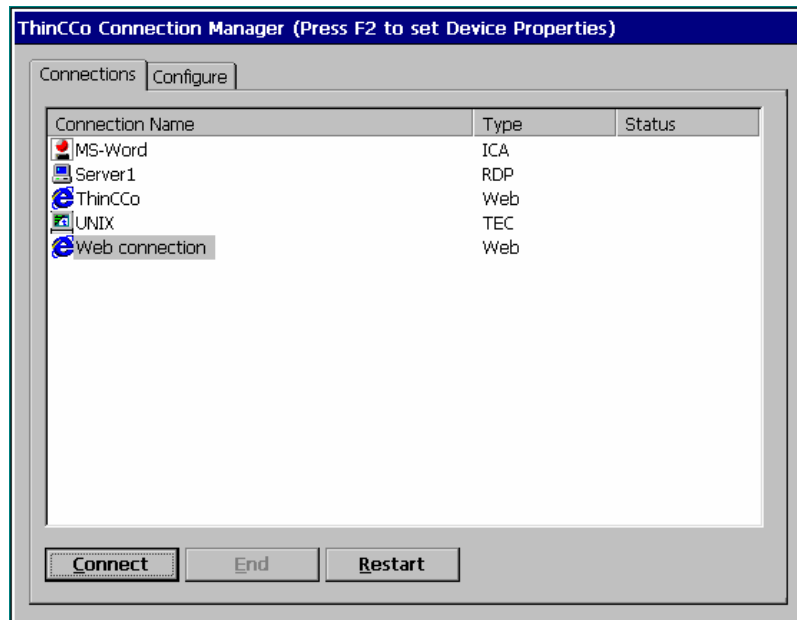 ThinCCo Connection Manager (Press F2 to set Device Properties)
Connections Configure
Connection Name Type Status
MS-Word ICA
Server1 RDP
ThinCCo Web
UNIX TEC
Web connection Web
Connect End Restart